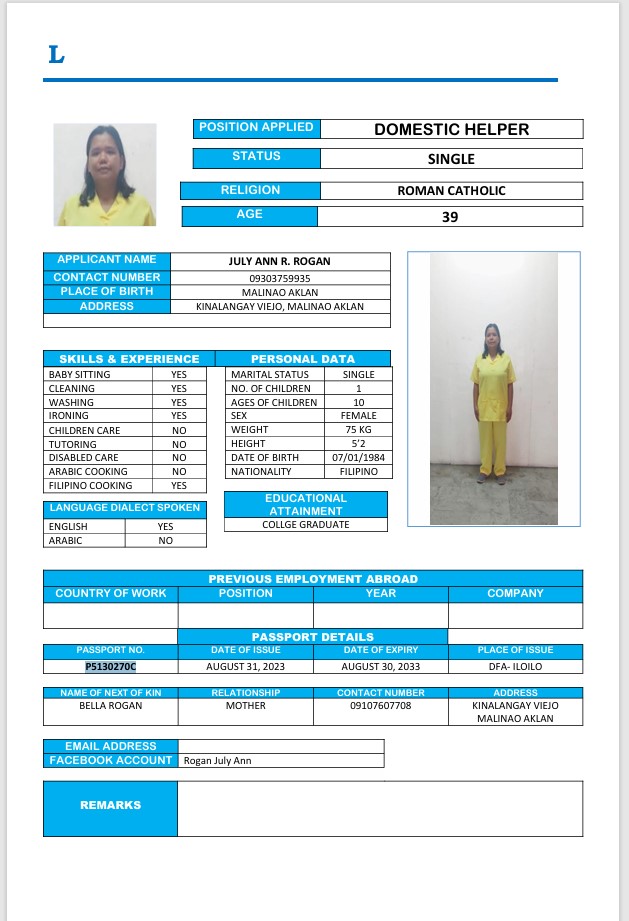 L
POSITION APPLIED DOMESTIC HELPER
STATUS SINGLE
RELIGION ROMAN CATHOLIC
AGE 39
APPLICANT NAME JULY ANN R. ROGAN
CONTACT NUMBER 09303759935
PLACE OF BIRTH MALINAO AKLAN
ADDRESS KINALANGAY VIEJO, MALINAO AKLAN
SKILLS & EXPERIENCE PERSONAL DATA
BABY SITTING YES MARITAL STATUS SINGLE
CLEANING YES NO. OF CHILDREN 1
WASHING YES AGES OF CHILDREN 10
IRONING YES SEX FEMALE
CHILDREN CARE NO WEIGHT 75 KG
TUTORING NO HEIGHT 5'2
DISABLED CARE NO DATE OF BIRTH 07/01/1984
ARABIC COOKING NO NATIONALITY FILIPINO
FILIPINO COOKING YES
LANGUAGE DIALECT SPOKEN
ENGLISH YES
ARABIC NO
EDUCATIONAL
ATTAINMENT
COLLGE GRADUATE
PREVIOUS EMPLOYMENT ABROAD
COUNTRY OF WORK POSITION YEAR COMPANY
PASSPORT DETAILS
PASSPORT NO. DATE OF ISSUE DATE OF EXPIRY PLACE OF ISSUE
P5130270C AUGUST 31, 2023 AUGUST 30, 2033 DFA- ILOILO
NAME OF NEXT OF KIN RELATIONSHIP CONTACT NUMBER ADDRESS
BELLA ROGAN MOTHER 09107607708 KINALANGAY VIEJO
MALINAO AKLAN
EMAIL ADDRESS
FACEBOOK ACCOUNT Rogan July Ann
REMARKS